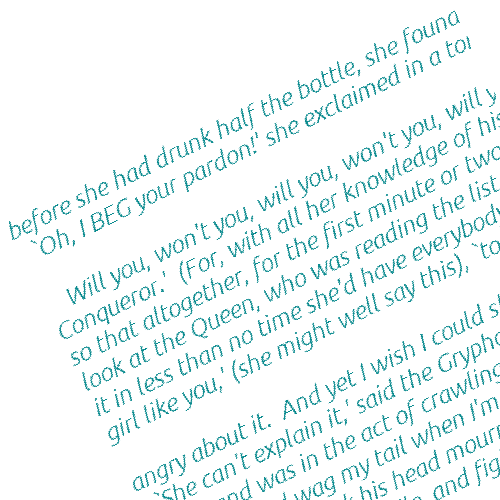 before she had drunk half the bottle, she found
`Oh, I BEG your pardon!' she exclaimed in a
Will you, won't you, will you, won't you, will
Conqueror.'  (For, with all her knowledge of his
so that altogether, for the first minute or two
look at the Queen, who was reading the list
it in less than no time she'd have everybody
girl like you,' (she might well say this), `to
angry about it.  And yet I wish I could
`She can't explain it,' said the Gryphon
and was in the act of crawling
wag my tail when I'm
his head
and